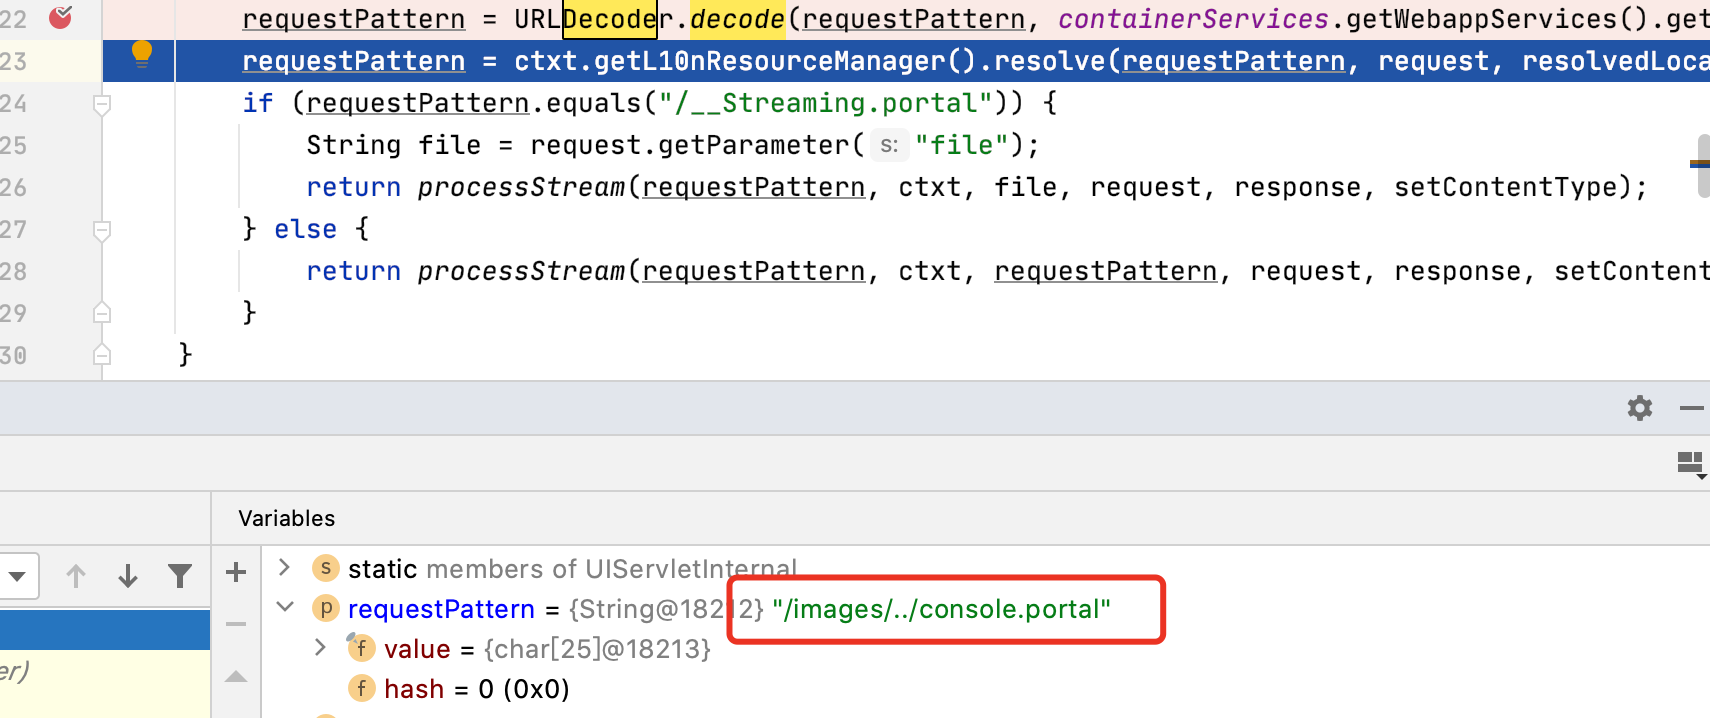 22 requestPattern = URLDecoder.decode(requestPattern, containerServices.getWebappServices().get
23 requestPattern = ctxt.getL10nResourceManager().resolve(requestPattern, request, resolvedLoca
24 if (requestPattern.equals("/__Streaming.portal")) {
25 String file = request.getParameter( s: "file");
26 return processStream(requestPattern, ctxt, file, request, response, setContentType);
27 } else {
28 return processStream(requestPattern, ctxt, requestPattern, request, response, setContent
29 }
30 }
Variables
static members of UIServletInternal
requestPattern = {String@18212} "/images/../console.portal"
value = {char[25]@18213}
er)
hash = 0 (0x0)